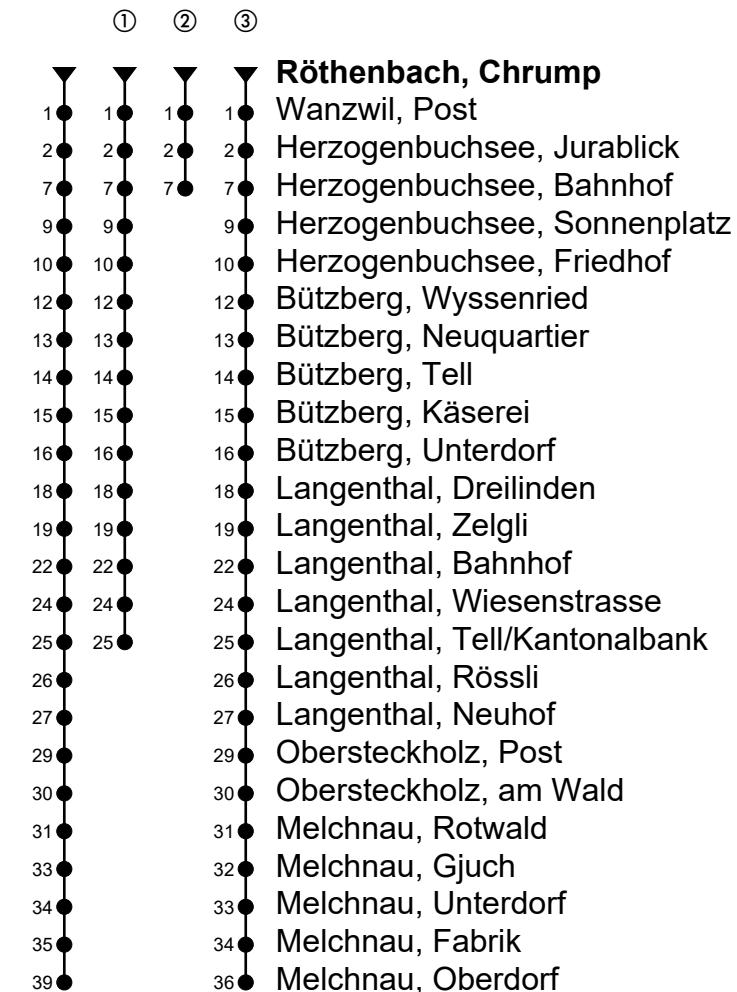 ① ② ③
Röthenbach, Chrump
1 1 1 1 Wanzwil, Post
2 2 2 2 Herzogenbuchsee, Jurablick
7 7 7 7 Herzogenbuchsee, Bahnhof
9 9 9 Herzogenbuchsee, Sonnenplatz
10 10 10 Herzogenbuchsee, Friedhof
12 12 12 Bützberg, Wyssenried
13 13 13 Bützberg, Neuquartier
14 14 14 Bützberg, Tell
15 15 15 Bützberg, Käserei
16 16 16 Bützberg, Unterdorf
18 18 18 Langenthal, Dreilinden
19 19 19 Langenthal, Zelgli
22 22 22 Langenthal, Bahnhof
24 24 24 Langenthal, Wiesenstrasse
25 25 25 Langenthal, Tell/Kantonalbank
26 26 Langenthal, Rössli
27 27 Langenthal, Neuhof
29 29 Obersteckholz, Post
30 30 Obersteckholz, am Wald
31 31 Melchnau, Rotwald
33 32 Melchnau, Gjuch
34 33 Melchnau, Unterdorf
35 34 Melchnau, Fabrik
39 36 Melchnau, Oberdorf